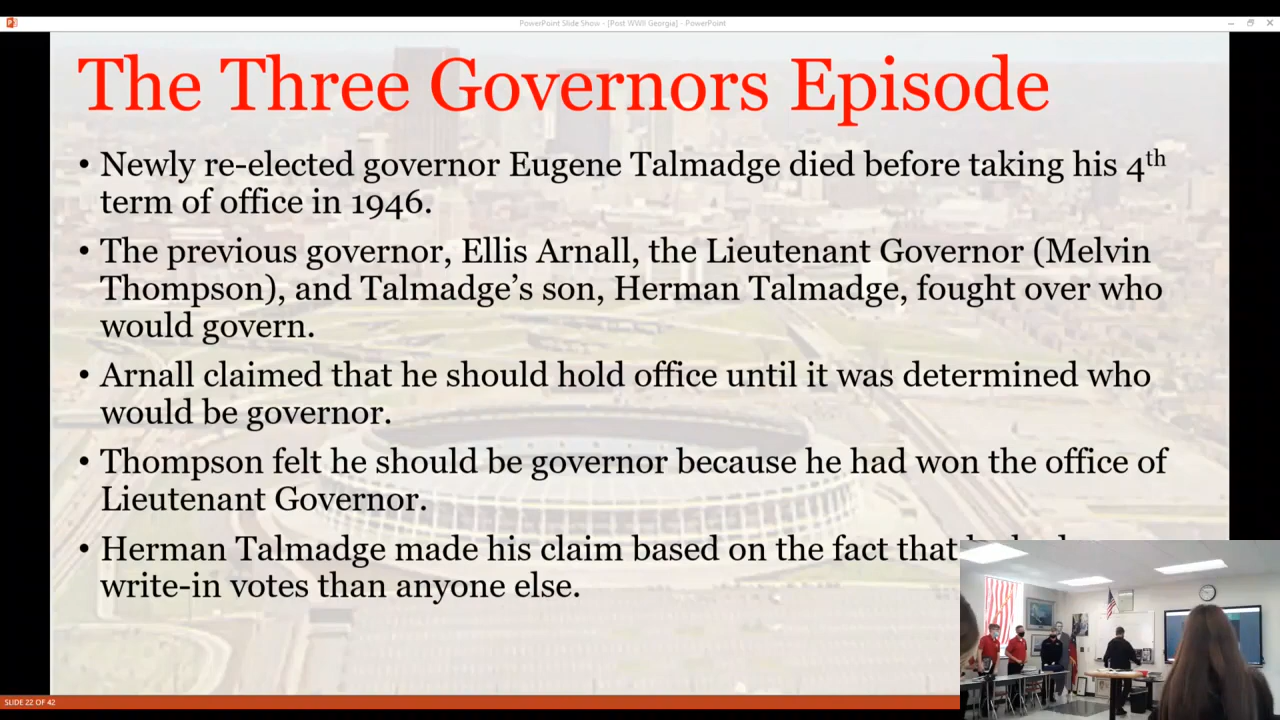 PowerPoint Slide Show - [Post WWII Georgia] - PowerPoint
The Three Governors Episode
• Newly re-elected governor Eugene Talmadge died before taking his 4th
term of office in 1946.
• The previous governor, Ellis Arnall, the Lieutenant Governor (Melvin
Thompson), and Talmadge's son, Herman Talmadge, fought over who
would govern.
• Arnall claimed that he should hold office until it was determined who
would be governor.
• Thompson felt he should be governor because he had won the office of
Lieutenant Governor.
• Herman Talmadge made his claim based on the fact that
write-in votes than anyone else.
SLIDE 22 OF 42